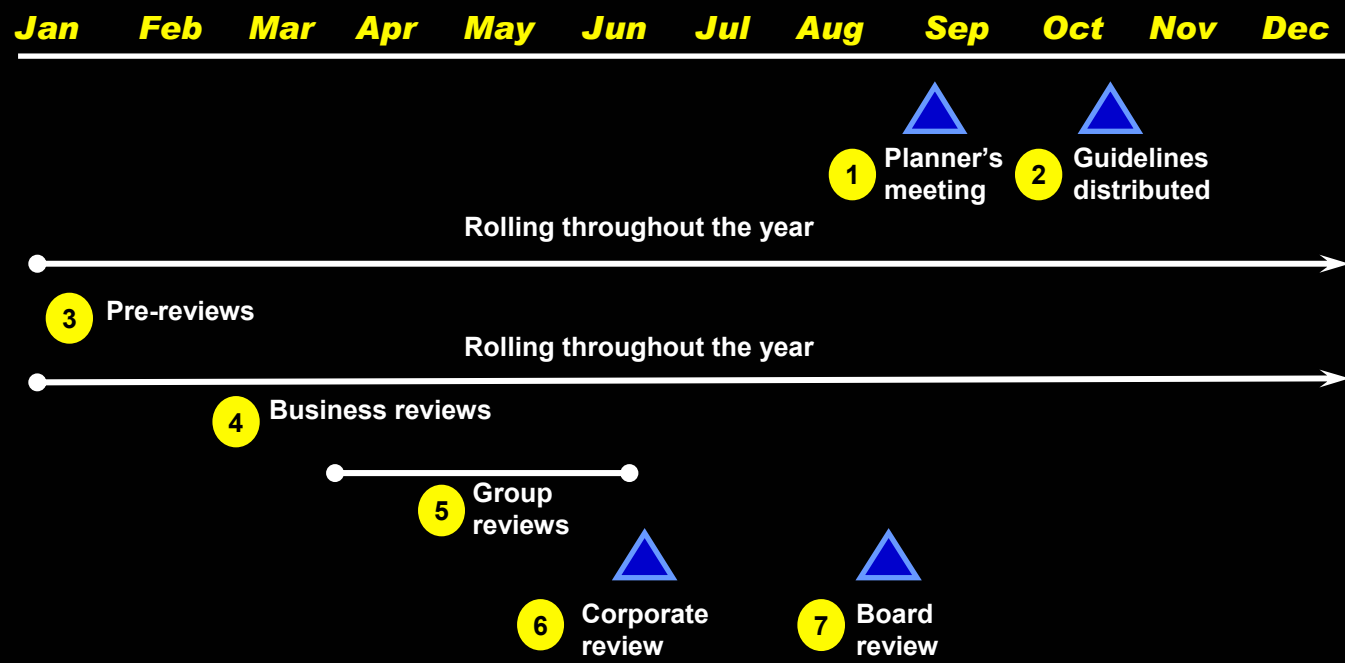 Jan Feb Mar Apr May Jun Jul Aug Sep Oct Nov Dec
1 Planner’s
meeting
2 Guidelines
distributed
Rolling throughout the year
3 Pre-reviews
Rolling throughout the year
4 Business reviews
5 Group
reviews
6 Corporate
review
7 Board
review